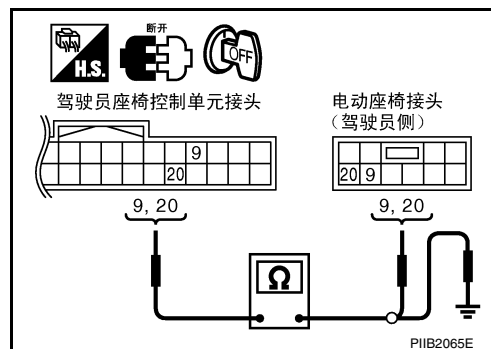 断开
H.S.
OFF
驾驶员座椅控制单元接头
电动座椅接头
（驾驶员侧）
9
20
20 9
9, 20
9, 20
Ω
PIIB2065E